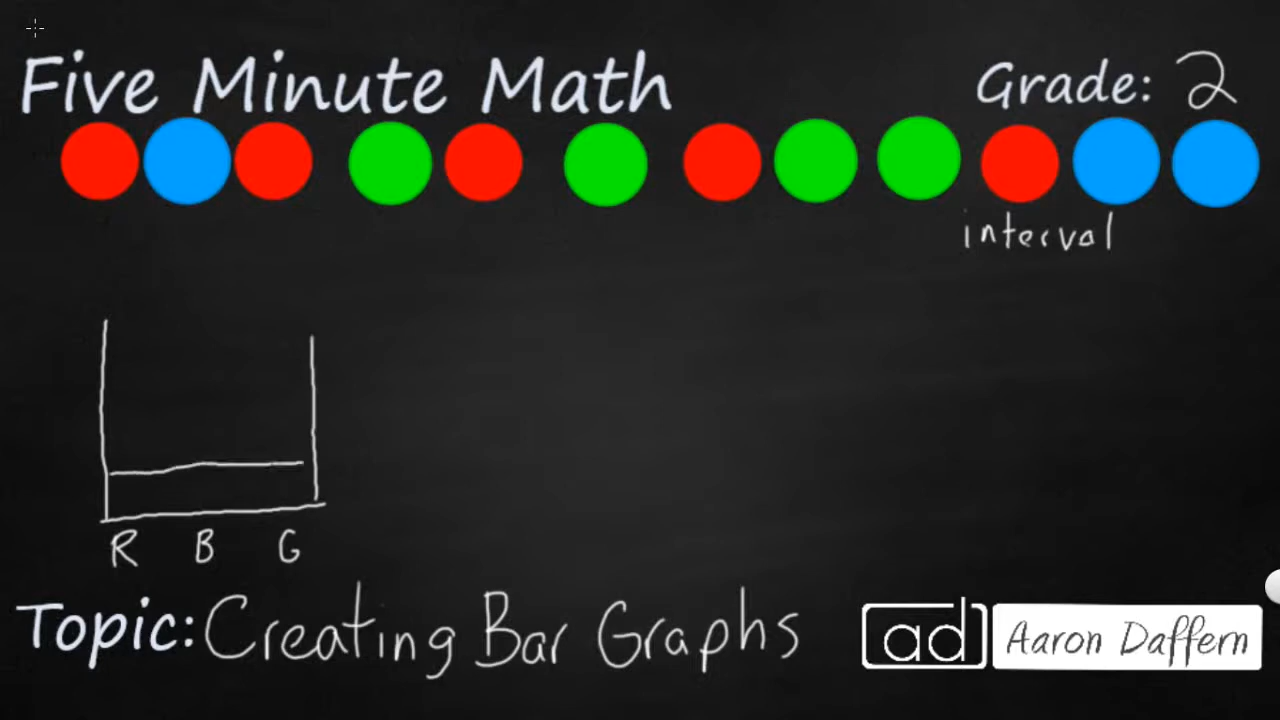 Five Minute Math Grade: 2
interval
R B G
Topic: Creating Bar Graphs
ad Aaron Daffern